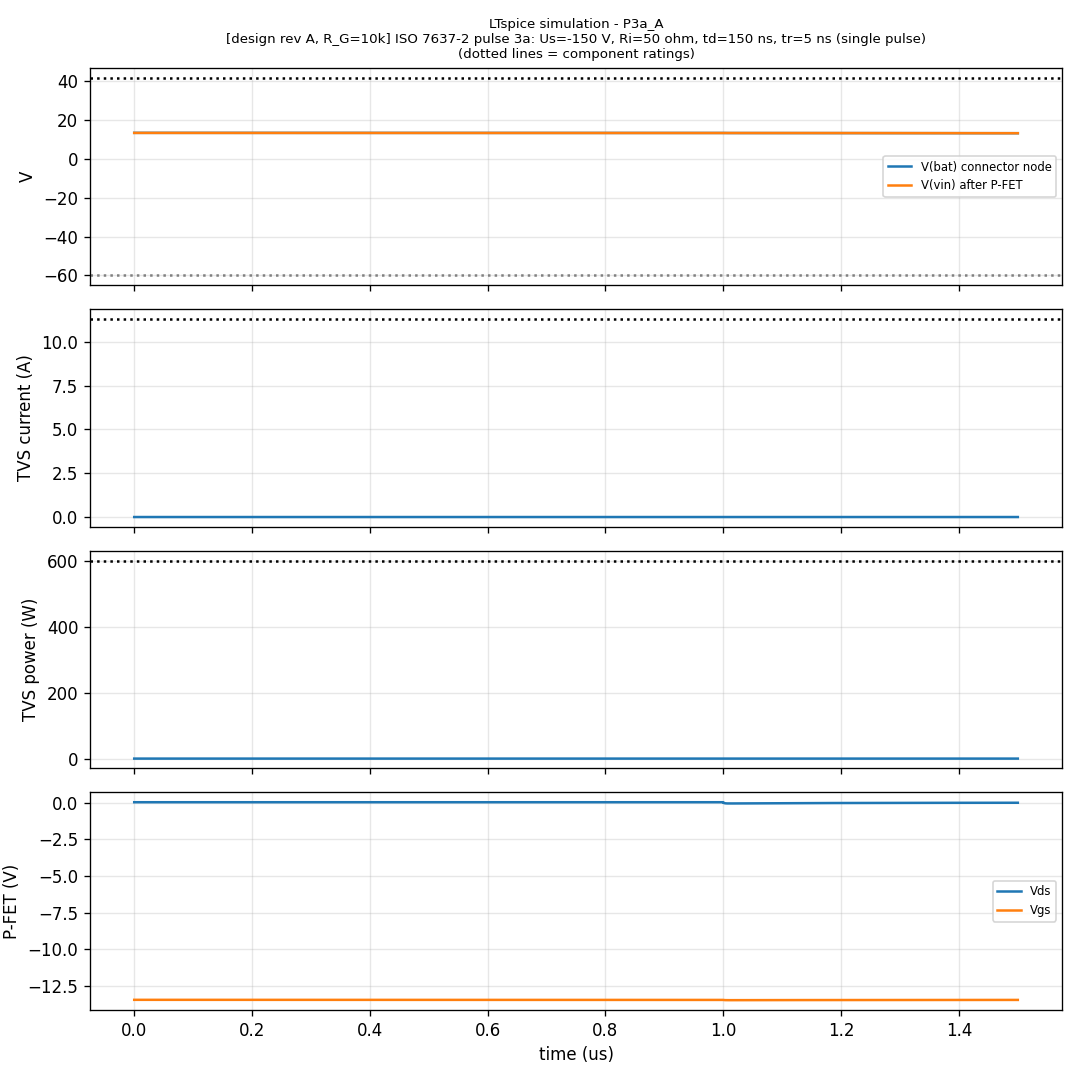 LTspice simulation - P3a_A
[design rev A, R_G=10k] ISO 7637-2 pulse 3a: Us=-150 V, Ri=50 ohm, td=150 ns, tr=5 ns (single pulse)
(dotted lines = component ratings)
40
20
0
−20
−40
−60
V
V(bat) connector node
V(vin) after P-FET
10.0
7.5
5.0
2.5
0.0
TVS current (A)
600
400
200
0
TVS power (W)
0.0
−2.5
−5.0
−7.5
−10.0
−12.5
P-FET (V)
Vds
Vgs
0.0 0.2 0.4 0.6 0.8 1.0 1.2 1.4
time (us)